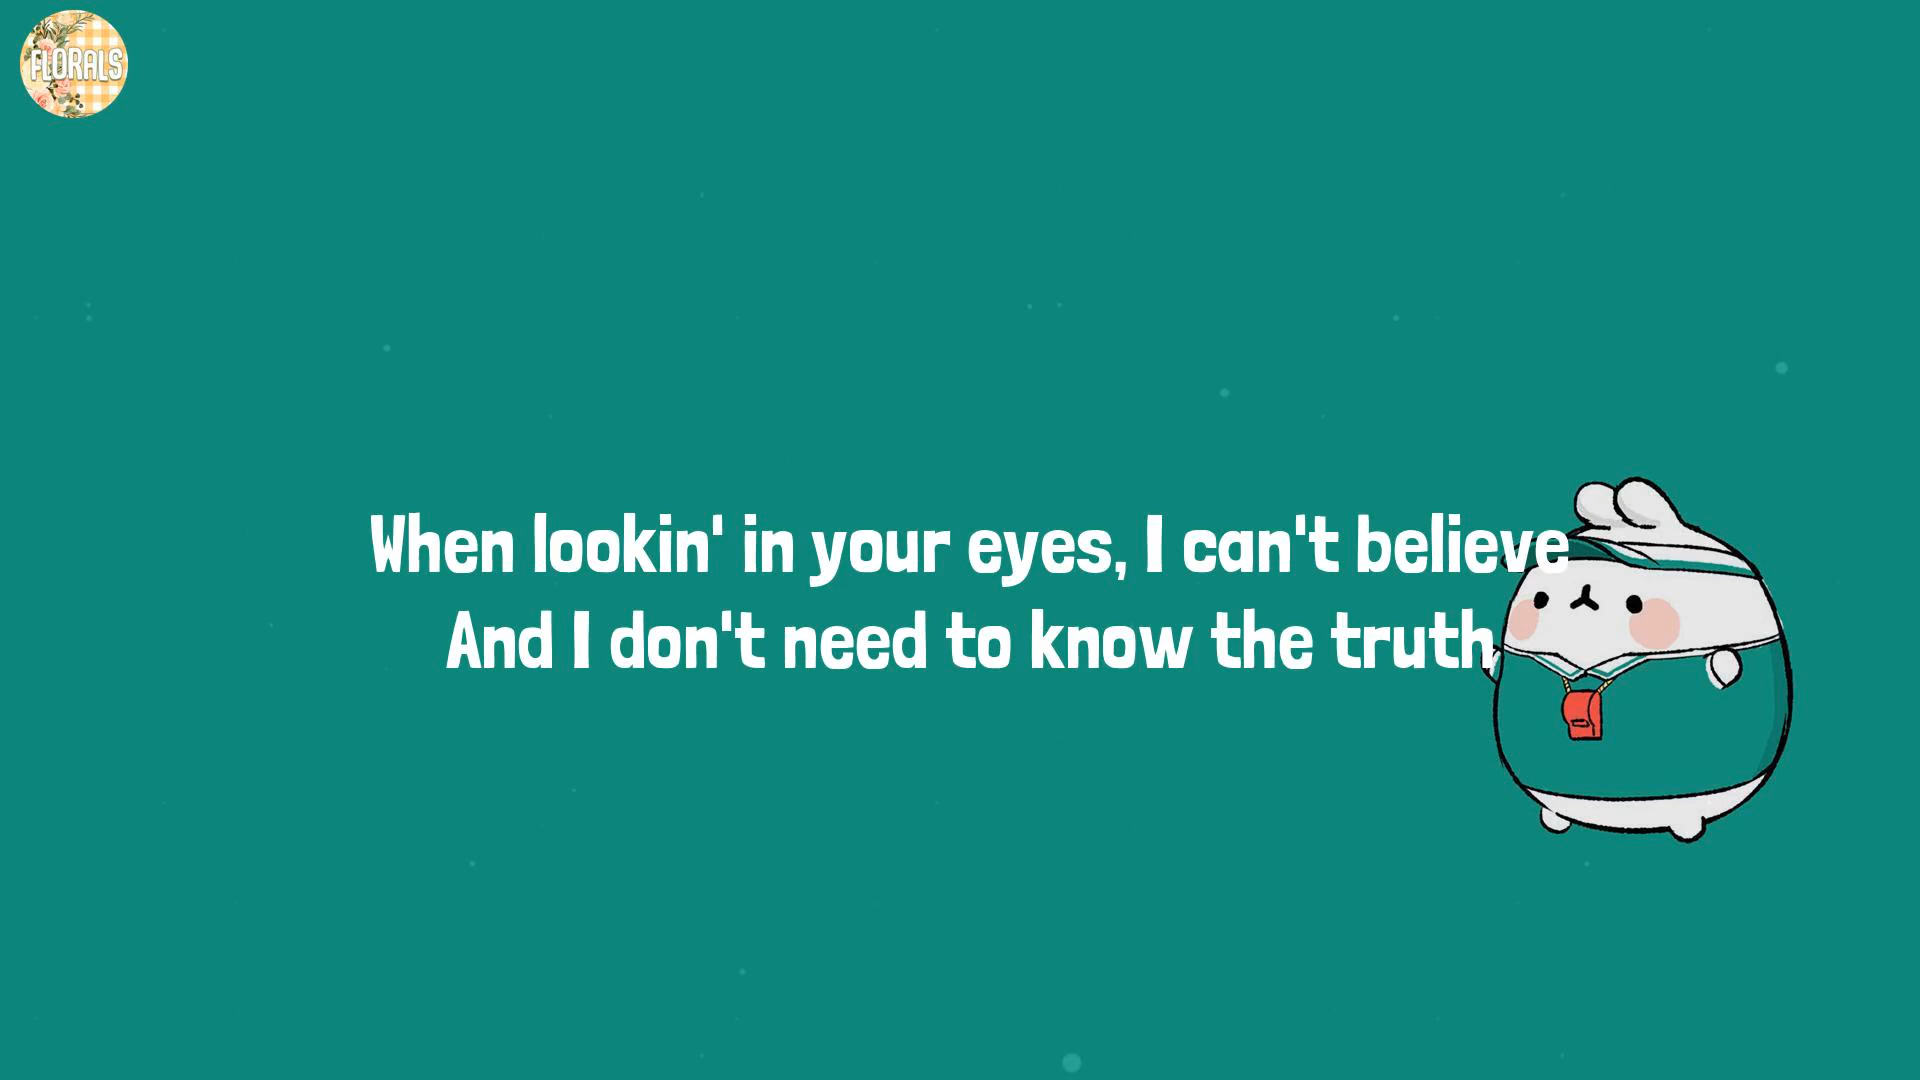 FLORALS
When lookin' in your eyes, I can't believe
And I don't need to know the truth